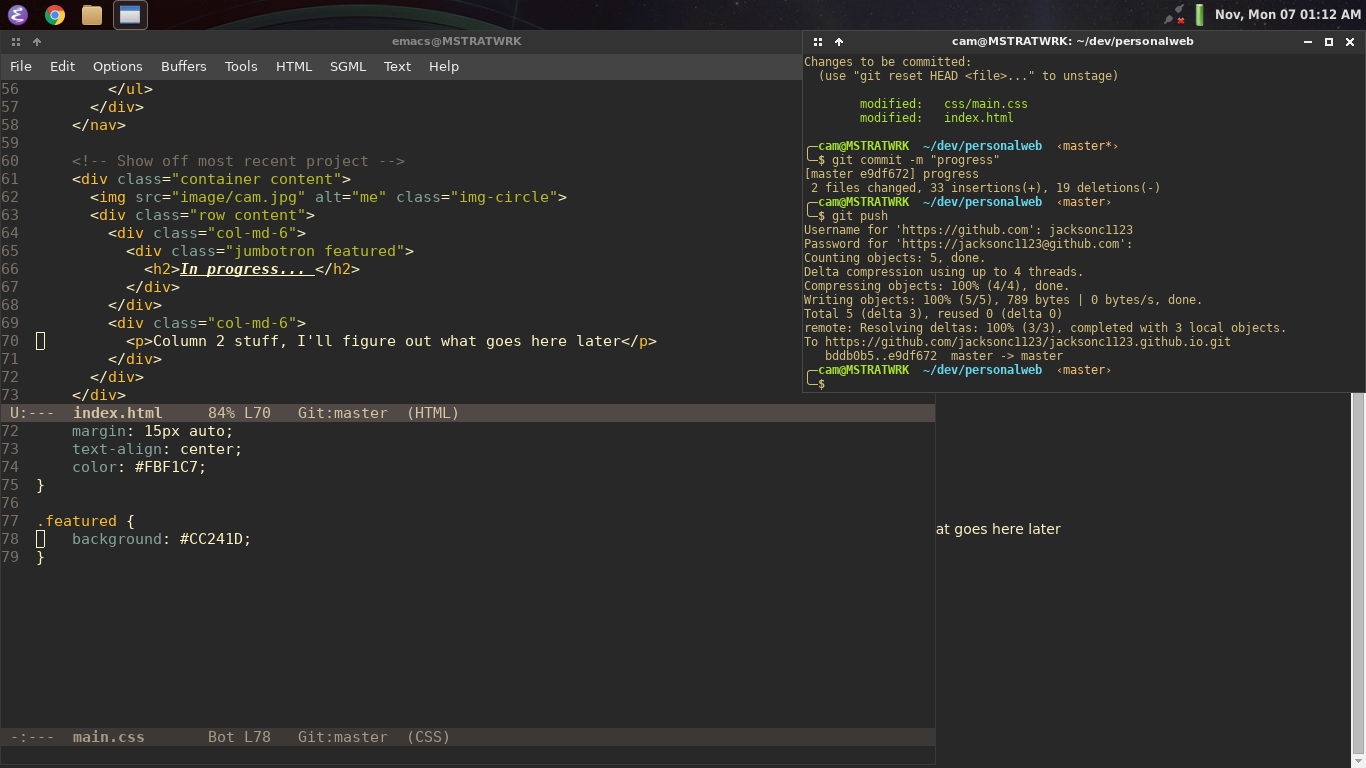 Nov, Mon 07 01:12 AM
emacs@MSTRATWRK
File Edit Options Buffers Tools HTML SGML Text Help
56 </ul>
57 </div>
58 </nav>
59
60 <!-- Show off most recent project -->
61 <div class="container content">
62 <img src="image/cam.jpg" alt="me" class="img-circle">
63 <div class="row content">
64 <div class="col-md-6">
65 <div class="jumbotron featured">
66 <h2>In progress... </h2>
67 </div>
68 </div>
69 <div class="col-md-6">
70 <p>Column 2 stuff, I'll figure out what goes here later</p>
71 </div>
72 </div>
73 </div>
U:--- index.html 84% L70 Git:master (HTML)
72 margin: 15px auto;
73 text-align: center;
74 color: #FBF1C7;
75 }
76
77 .featured {
78 background: #CC241D;
79 }
-:--- main.css Bot L78 Git:master (CSS)
cam@MSTRATWRK: ~/dev/personalweb
Changes to be committed:
(use "git reset HEAD <file>..." to unstage)
modified: css/main.css
modified: index.html
╭─cam@MSTRATWRK ~/dev/personalweb ‹master*›
╰─$ git commit -m "progress"
[master e9df672] progress
2 files changed, 33 insertions(+), 19 deletions(-)
╭─cam@MSTRATWRK ~/dev/personalweb ‹master›
╰─$ git push
Username for 'https://github.com': jacksonc1123
Password for 'https://jacksonc1123@github.com':
Counting objects: 5, done.
Delta compression using up to 4 threads.
Compressing objects: 100% (4/4), done.
Writing objects: 100% (5/5), 789 bytes | 0 bytes/s, done.
Total 5 (delta 3), reused 0 (delta 0)
remote: Resolving deltas: 100% (3/3), completed with 3 local objects.
To https://github.com/jacksonc1123/jacksonc1123.github.io.git
bddb0b5..e9df672 master -> master
╭─cam@MSTRATWRK ~/dev/personalweb ‹master›
╰─$
at goes here later